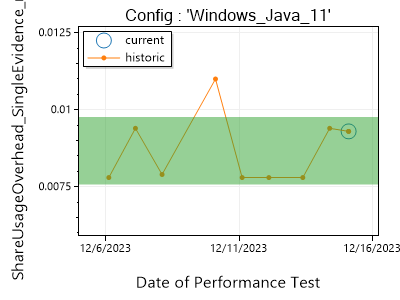 Config : 'Windows_Java_11'
ShareUsageOverhead_SingleEvidence_
0.0125
0.01
0.0075
current
historic
12/6/2023
12/11/2023
12/16/2023
Date of Performance Test